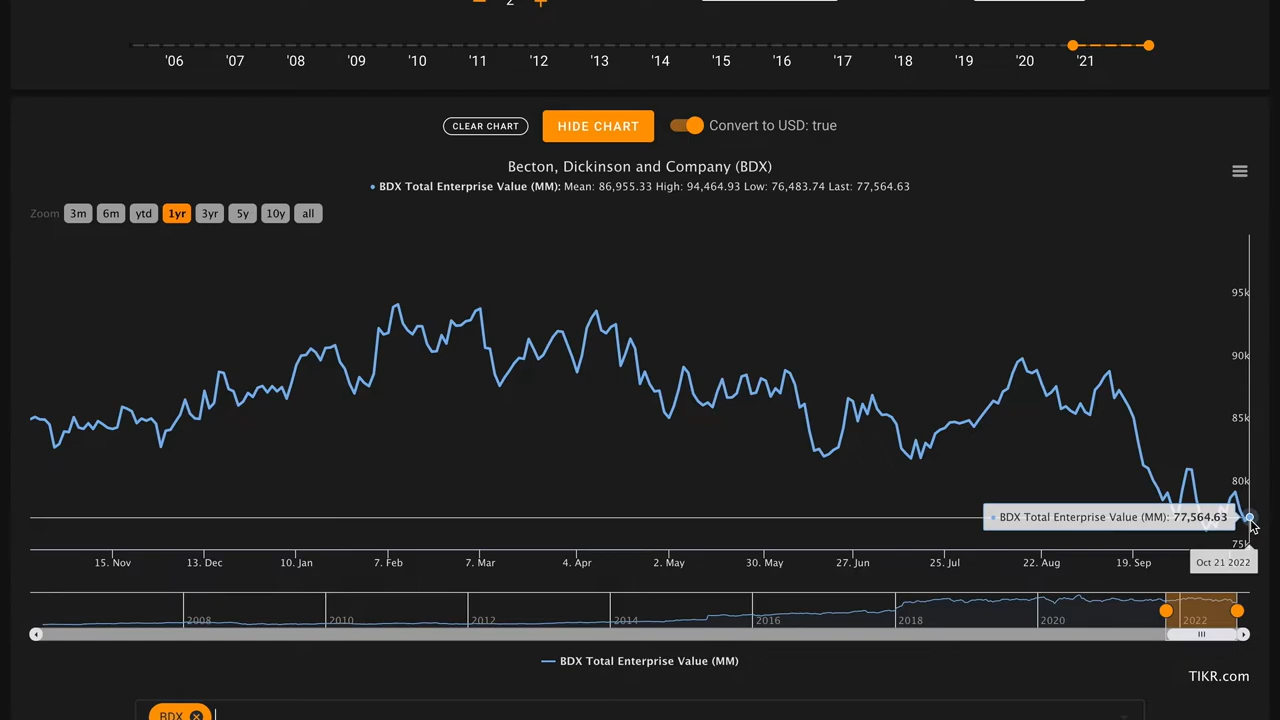 2
'06 '07 '08 '09 '10 '11 '12 '13 '14 '15 '16 '17 '18 '19 '20 '21
CLEAR CHART HIDE CHART Convert to USD: true
Becton, Dickinson and Company (BDX)
BDX Total Enterprise Value (MM): Mean: 86,955.33 High: 94,464.93 Low: 76,483.74 Last: 77,564.63
Zoom 3m 6m ytd 1yr 3yr 5y 10y all
95k
90k
85k
80k
BDX Total Enterprise Value (MM): 77,564.63
75k
15. Nov 13. Dec 10. Jan 7. Feb 7. Mar 4. Apr 2. May 30. May 27. Jun 25. Jul 22. Aug 19. Sep Oct 21 2022
2008 2010 2012 2014 2016 2018 2020 2022
BDX Total Enterprise Value (MM)
TIKR.com
BDX